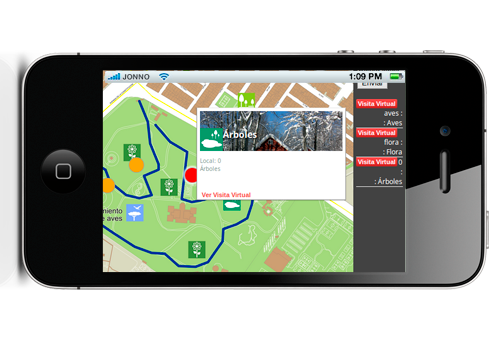 JONNO
1:09 PM
Enviar
Árboles
Local: 0
Árboles
Ver Visita Virtual
miento
e aves
Visita Virtual
aves :
: Aves
Visita Virtual
flora :
: Flora
Visita Virtual 0
:
: Árboles